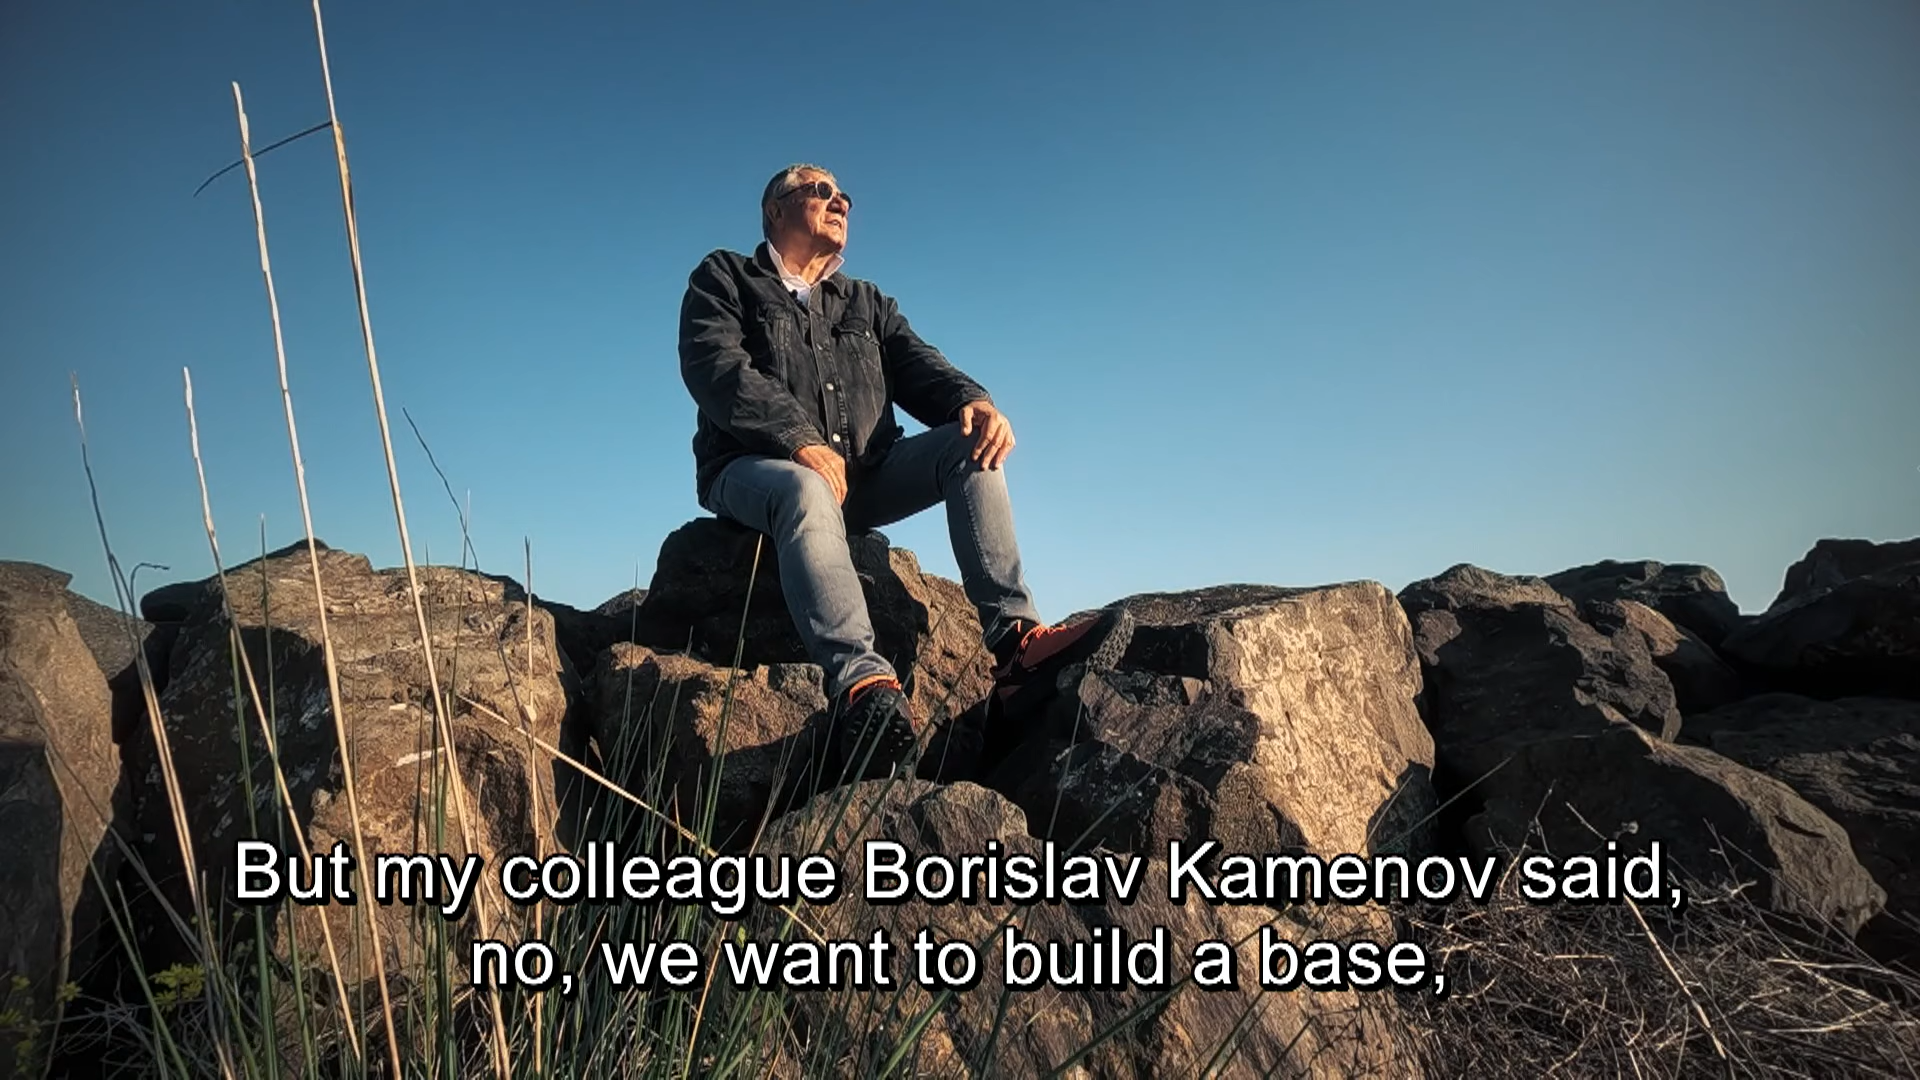 But my colleague Borislav Kamenov said,
no, we want to build a base,